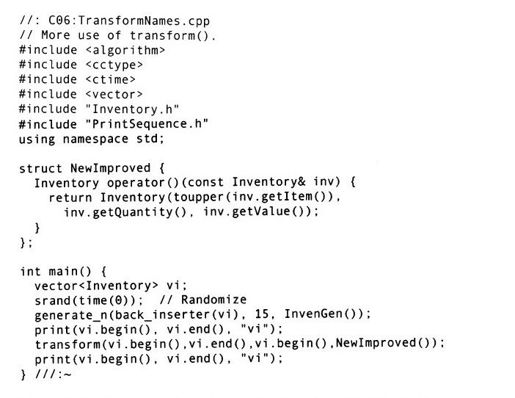 //: C06:TransformNames.cpp
// More use of transform().
#include <algorithm>
#include <cctype>
#include <ctime>
#include <vector>
#include "Inventory.h"
#include "PrintSequence.h"
using namespace std;

struct NewImproved {
  Inventory operator()(const Inventory& inv) {
    return Inventory(toupper(inv.getItem()),
      inv.getQuantity(), inv.getValue());
  }
};

int main() {
  vector<Inventory> vi;
  srand(time(0));  // Randomize
  generate_n(back_inserter(vi), 15, InvenGen());
  print(vi.begin(), vi.end(), "vi");
  transform(vi.begin(),vi.end(),vi.begin(),NewImproved());
  print(vi.begin(), vi.end(), "vi");
} ///:~